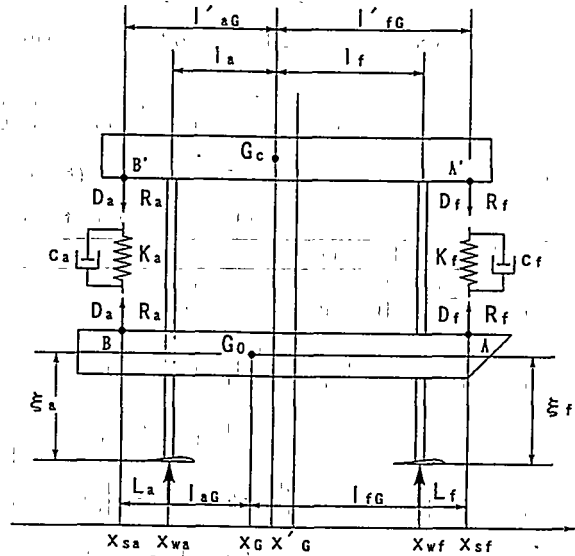 l′aG l′fG
la lf
Gc
B′ A′
Da Ra Df Rf
ca Ka Kf cf
Da Ra Df Rf
B G0 A
ξa ξf
La laG lfG Lf
Xsa Xwa XG X′G Xwf Xsf